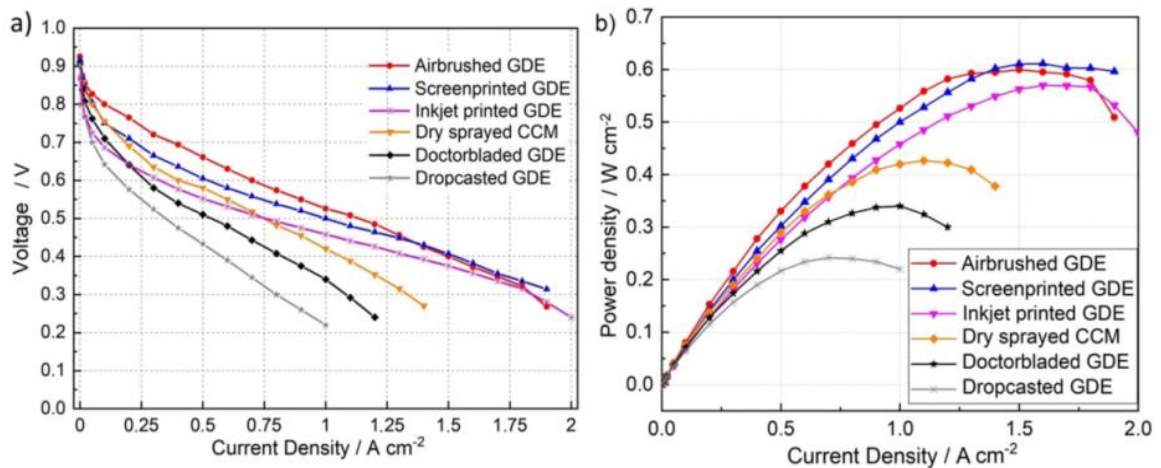 a)
1.0
0.9
0.8
0.7
0.6
0.5
0.4
0.3
0.2
0.1
0.0
Voltage / V
Airbrushed GDE
Screenprinted GDE
Inkjet printed GDE
Dry sprayed CCM
Doctorbladed GDE
Dropcasted GDE
0 0.25 0.5 0.75 1 1.25 1.5 1.75 2
Current Density / A cm-2
b)
0.7
0.6
0.5
0.4
0.3
0.2
0.1
0.0
Power density / W cm-2
Airbrushed GDE
Screenprinted GDE
Inkjet printed GDE
Dry sprayed CCM
Doctorbladed GDE
Dropcasted GDE
0.0 0.5 1.0 1.5 2.0
Current Density / A cm-2